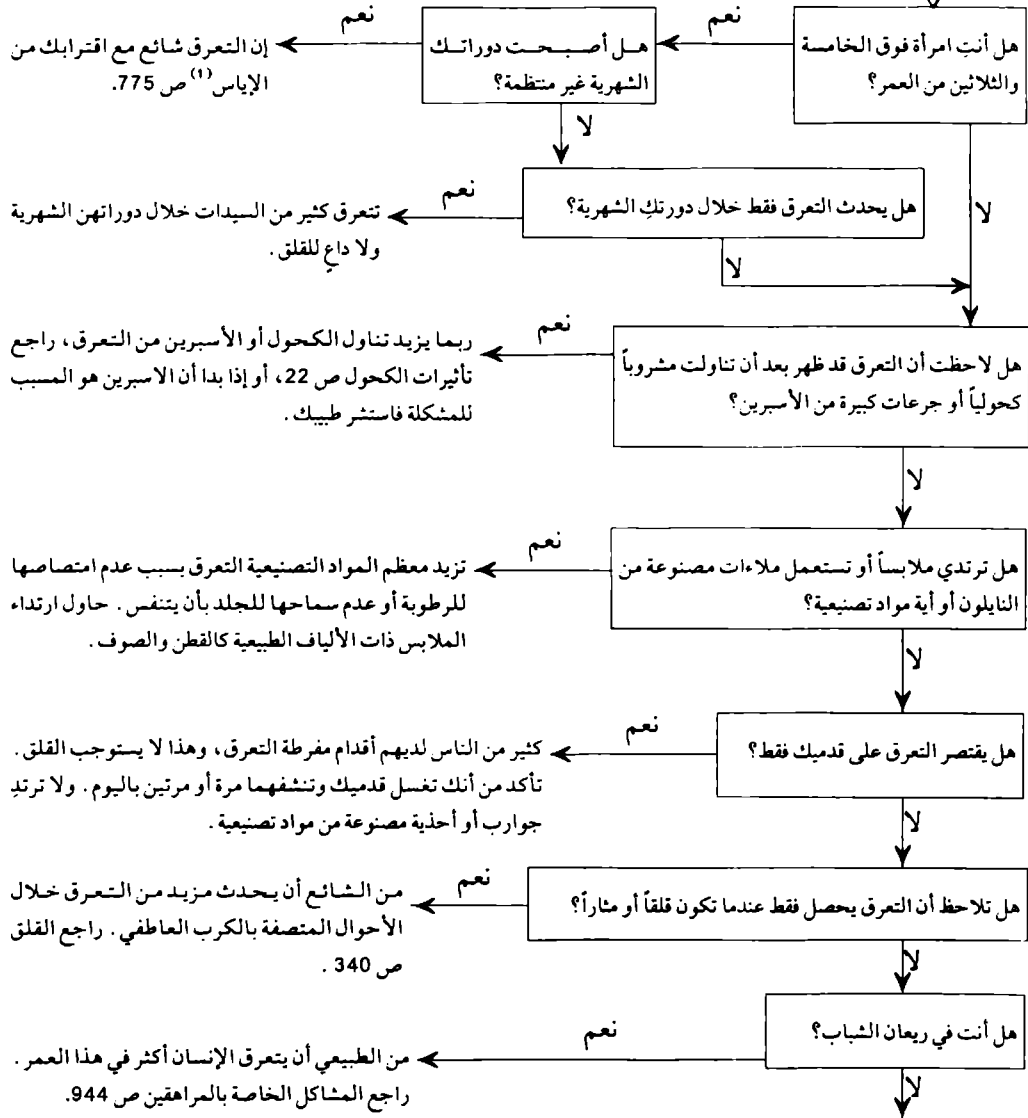 هل أنتِ امرأة فوق الخامسة
والثلاثين من العمر؟
نعم
هل أصبحت دوراتك
الشهرية غير منتظمة؟
نعم
إن التعرق شائع مع اقترابك من
الإياس(1) ص 775.
لا
لا
هل يحدث التعرق فقط خلال دورتكِ الشهرية؟
نعم
تتعرق كثير من السيدات خلال دوراتهن الشهرية
ولا داعٍ للقلق.
لا
هل لاحظت أن التعرق قد ظهر بعد أن تناولت مشروباً
كحولياً أو جرعات كبيرة من الأسبرين؟
نعم
ربما يزيد تناول الكحول أو الأسبرين من التعرق، راجع
تأثيرات الكحول ص 22، أو إذا بدا أن الاسبرين هو المسبب
للمشكلة فاستشر طبيبك.
لا
هل ترتدي ملابساً أو تستعمل ملاءات مصنوعة من
النايلون أو أية مواد تصنيعية؟
نعم
تزيد معظم المواد التصنيعية التعرق بسبب عدم امتصاصها
للرطوبة أو عدم سماحها للجلد بأن يتنفس. حاول ارتداء
الملابس ذات الألياف الطبيعية كالقطن والصوف.
لا
هل يقتصر التعرق على قدميك فقط؟
نعم
كثير من الناس لديهم أقدام مفرطة التعرق، وهذا لا يستوجب القلق.
تأكد من أنك تغسل قدميك وتنشفهما مرة أو مرتين باليوم. ولا ترتدِ
جوارب أو أحذية مصنوعة من مواد تصنيعية.
لا
هل تلاحظ أن التعرق يحصل فقط عندما تكون قلقاً أو مثاراً؟
نعم
من الشائع أن يحدث مزيد من التعرق خلال
الأحوال المتصفة بالكرب العاطفي. راجع القلق
ص 340.
لا
هل أنت في ريعان الشباب؟
نعم
من الطبيعي أن يتعرق الإنسان أكثر في هذا العمر.
راجع المشاكل الخاصة بالمراهقين ص 944.
لا